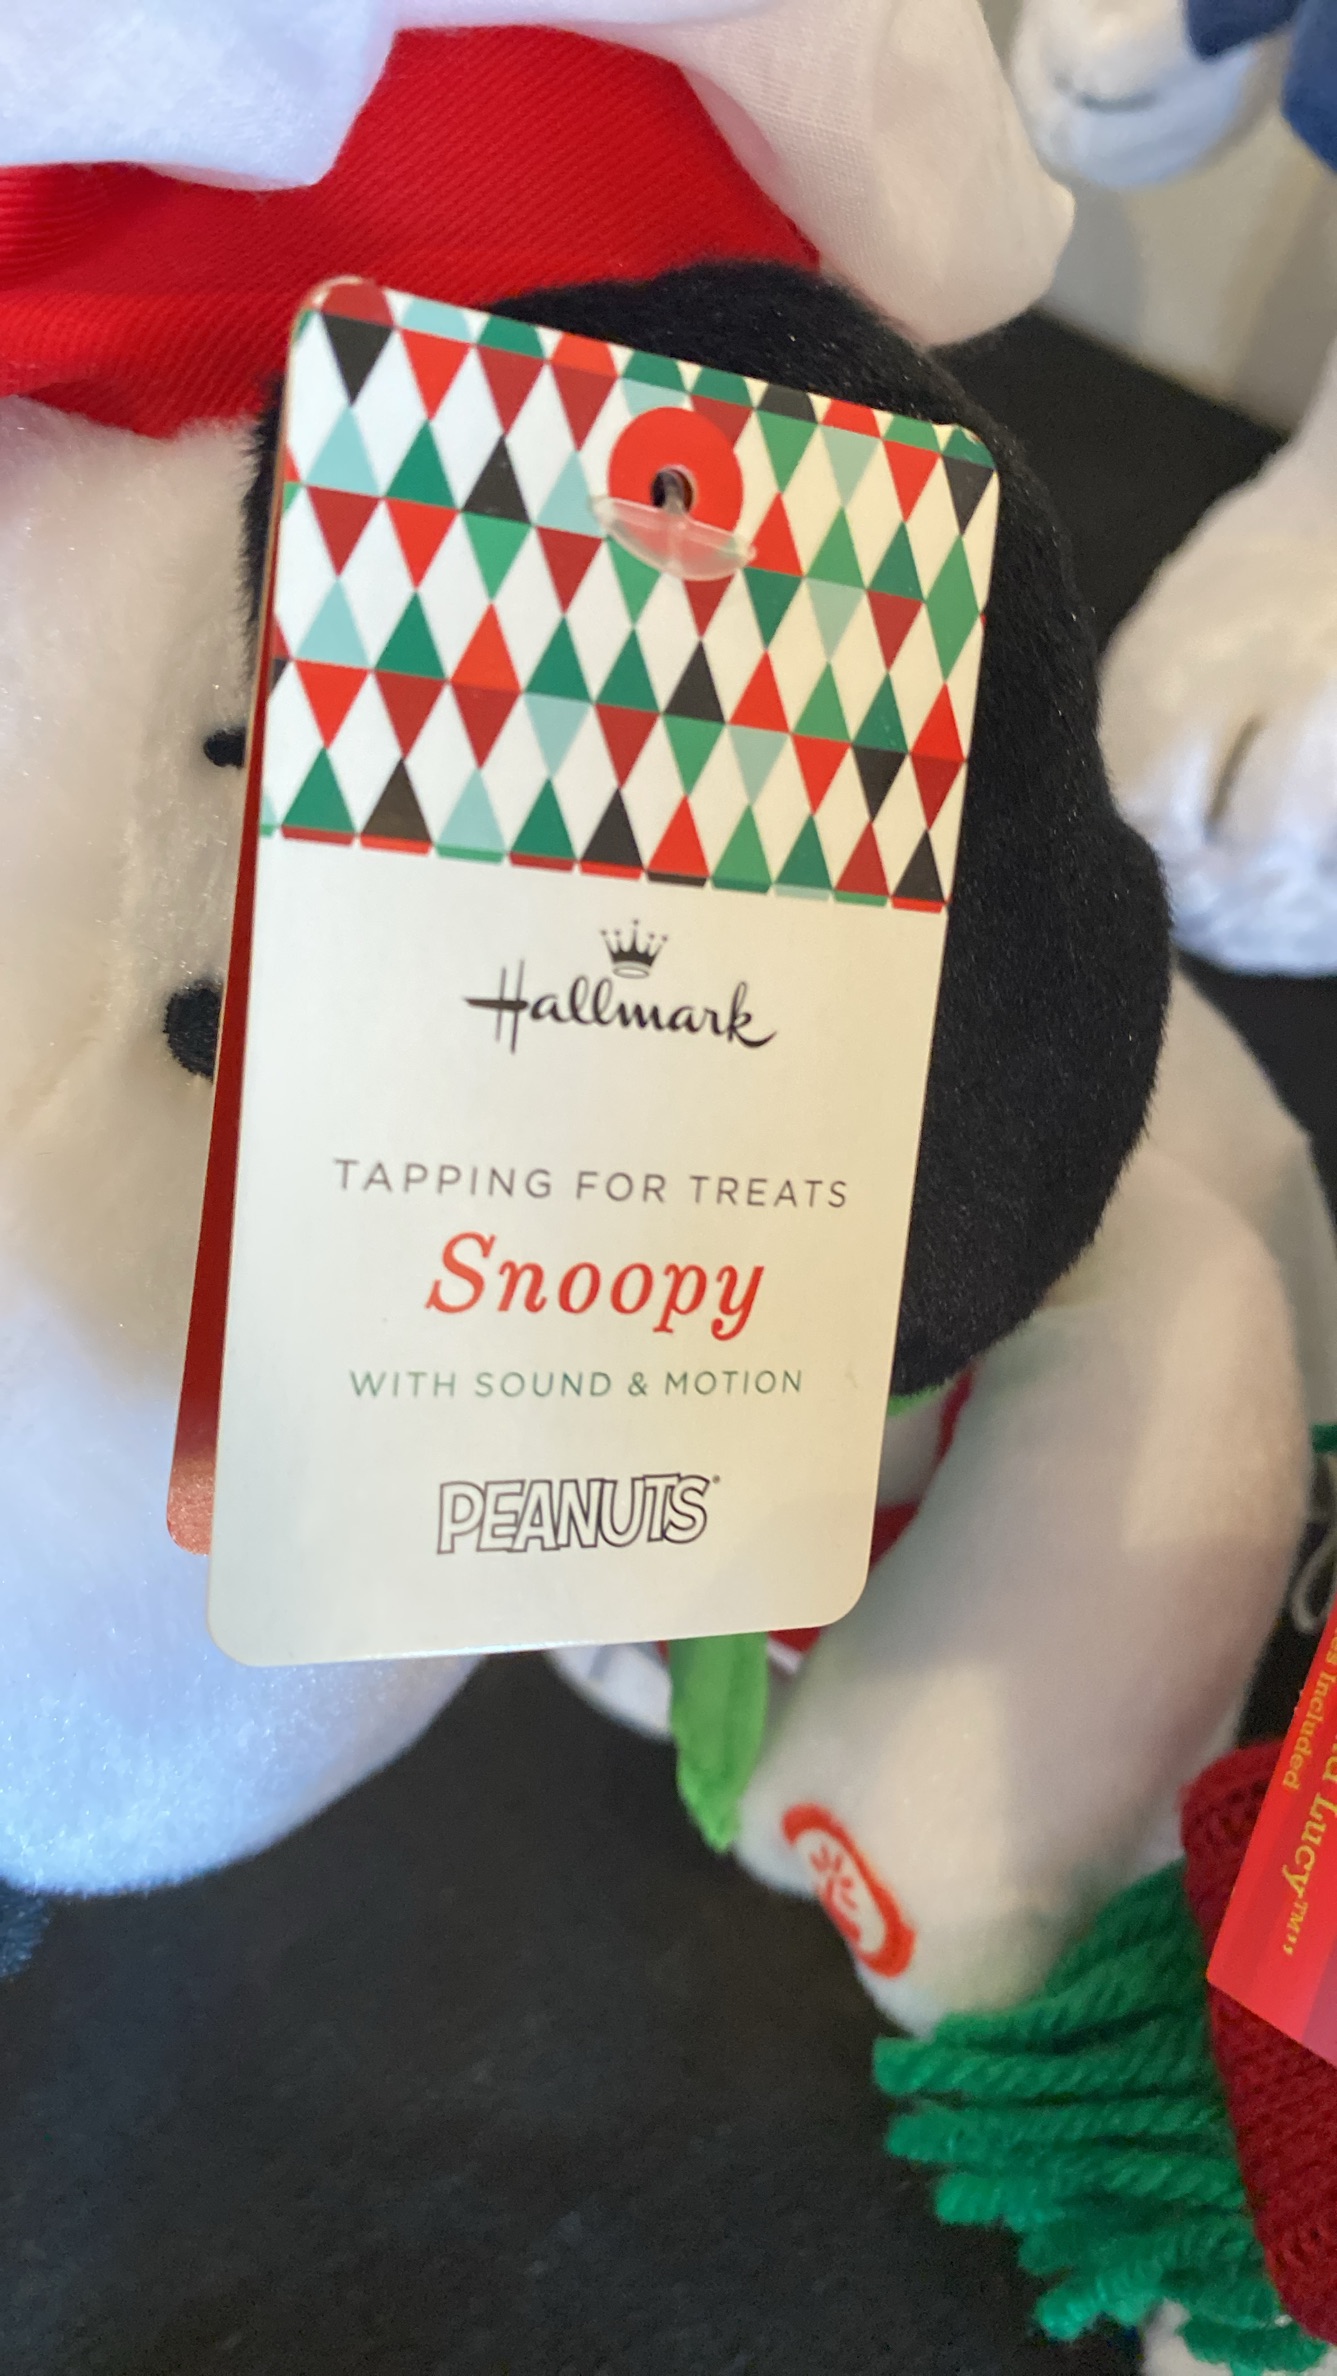 Hallmark
TAPPING FOR TREATS
Snoopy
WITH SOUND & MOTION
PEANUTS®
Included
Lucy™"